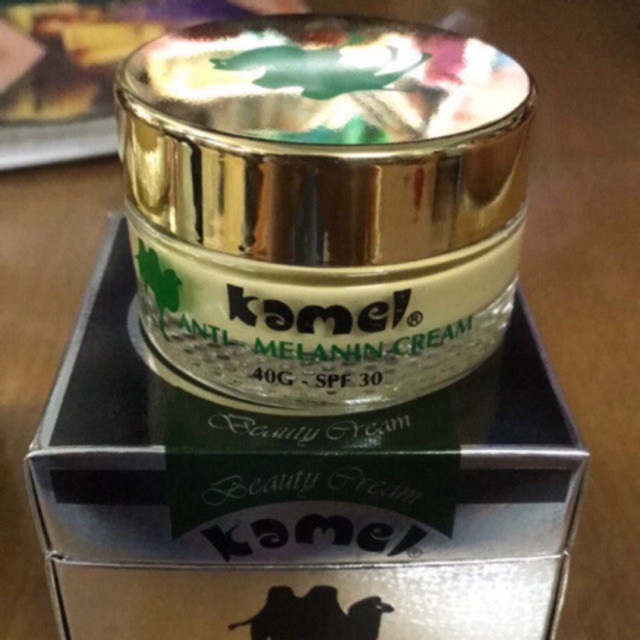 kamel®
ANTI - MELANIN CREAM
40G - SPF 30
Beauty Cream
Beauty Cream
kamel®